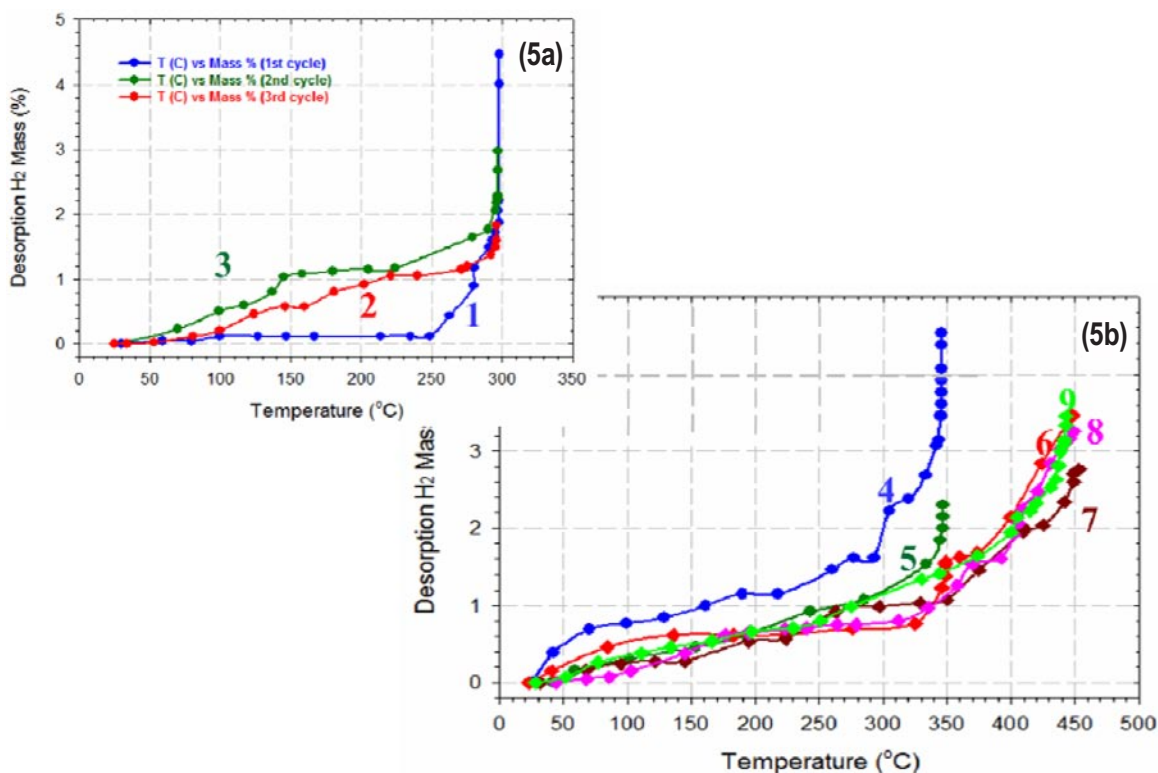 (5a)
5
4
3
2
1
0
Desorption H2 Mass (%)
T (C) vs Mass % (1st cycle)
T (C) vs Mass % (2nd cycle)
T (C) vs Mass % (3rd cycle)
3
2
1
0 50 100 150 200 250 300 350
Temperature (°C)
(5b)
3
2
1
0
Desorption H2 Mas
4
5
6
7
8
9
0 50 100 150 200 250 300 350 400 450 500
Temperature (°C)